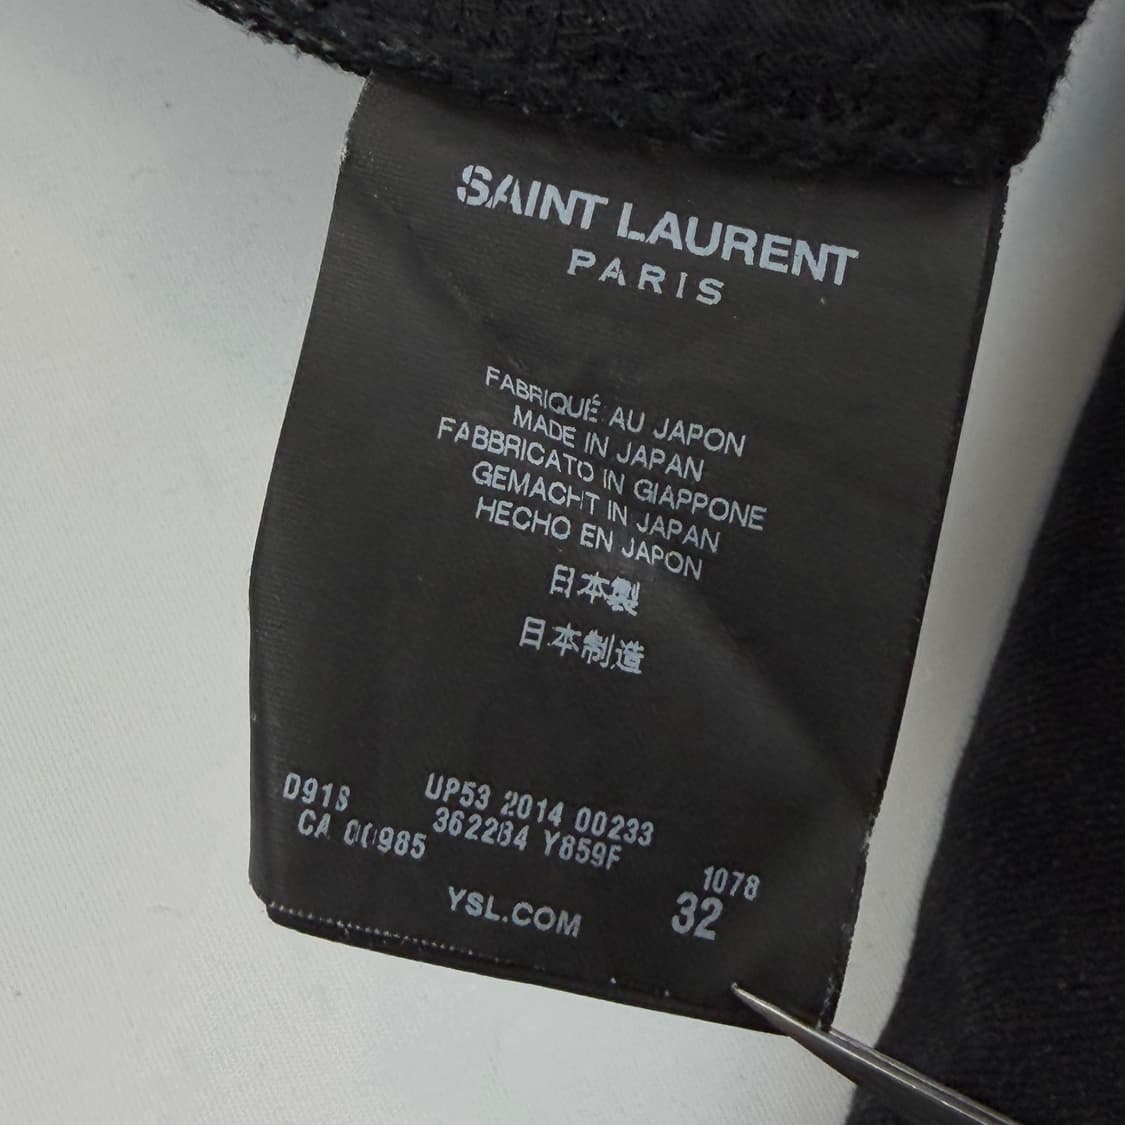 SAINT LAURENT
PARIS
FABRIQUÉ AU JAPON
MADE IN JAPAN
FABBRICATO IN GIAPPONE
GEMACHT IN JAPAN
HECHO EN JAPON
日本製
日本制造
D918 UP53 2014 00233
CA 00985 362284 Y859F
1078
YSL.COM 32